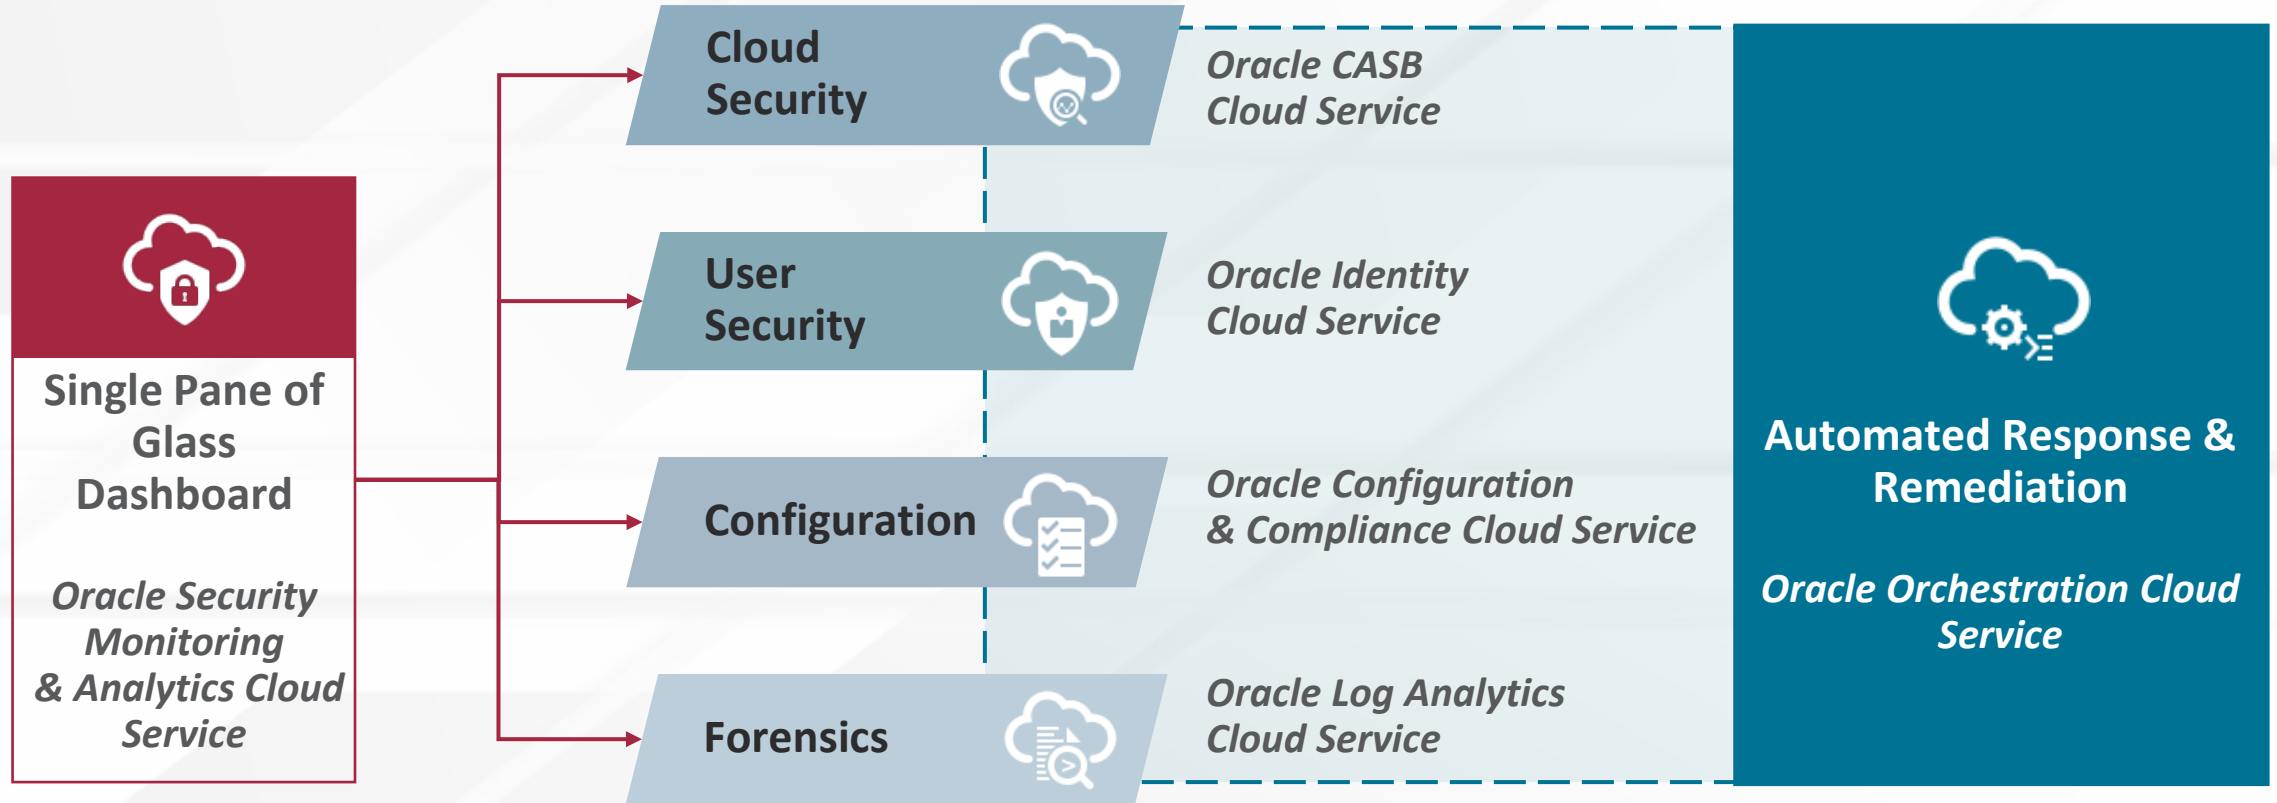 Single Pane of
Glass
Dashboard
Oracle Security
Monitoring
& Analytics Cloud
Service
Cloud
Security
Oracle CASB
Cloud Service
User
Security
Oracle Identity
Cloud Service
Configuration
Oracle Configuration
& Compliance Cloud Service
Forensics
Oracle Log Analytics
Cloud Service
Automated Response &
Remediation
Oracle Orchestration Cloud
Service